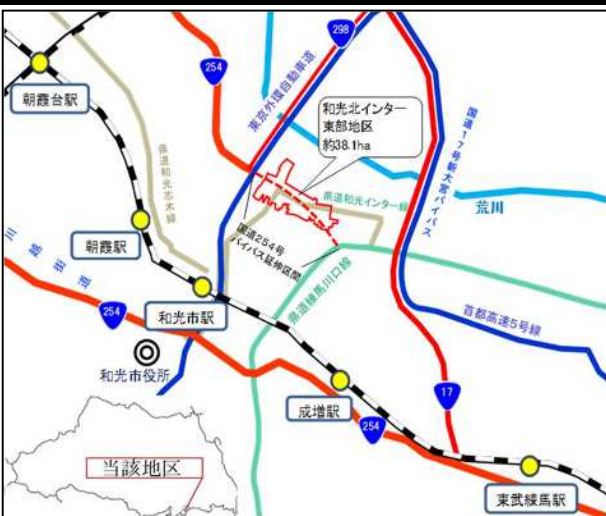 298
254
東京外環自動車道
朝霞台駅
和光北インター
東部地区
約38.1ha
国道17号新大宮バイパス
県道和光志木線
県道和光インター線
荒川
朝霞駅
国道254号
バイパス延伸区間
川越街道
県道練馬川口線
和光市駅
首都高速5号線
254
和光市役所
成増駅
17
254
当該地区
東武練馬駅